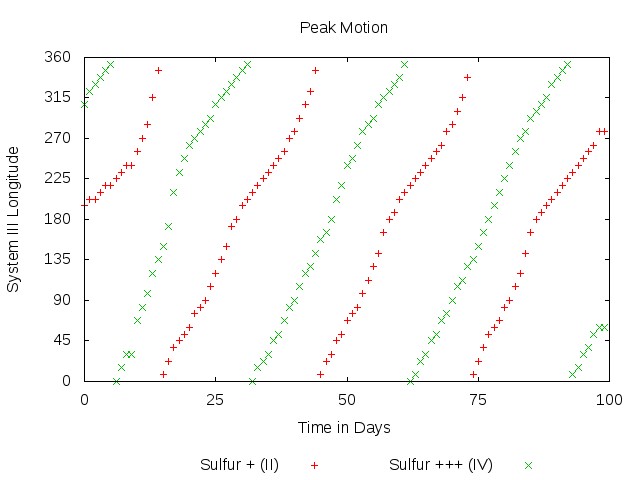 Peak Motion
360
315
270
225
180
135
90
45
0
System III Longitude
0 25 50 75 100
Time in Days
Sulfur + (II) Sulfur +++ (IV)